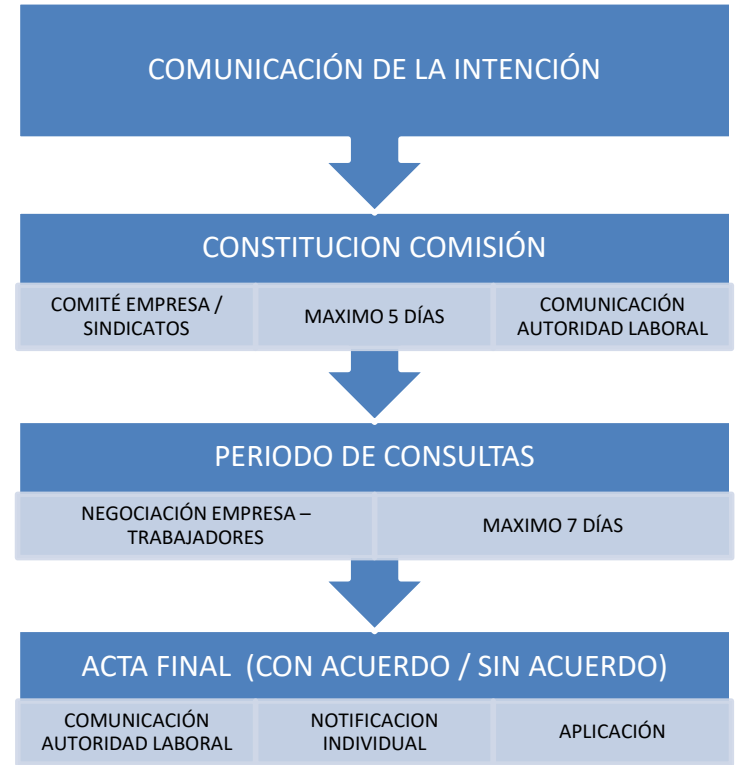 COMUNICACIÓN DE LA INTENCIÓN
CONSTITUCION COMISIÓN
COMITÉ EMPRESA /
SINDICATOS
MAXIMO 5 DÍAS
COMUNICACIÓN
AUTORIDAD LABORAL
PERIODO DE CONSULTAS
NEGOCIACIÓN EMPRESA –
TRABAJADORES
MAXIMO 7 DÍAS
ACTA FINAL (CON ACUERDO / SIN ACUERDO)
COMUNICACIÓN
AUTORIDAD LABORAL
NOTIFICACION
INDIVIDUAL
APLICACIÓN